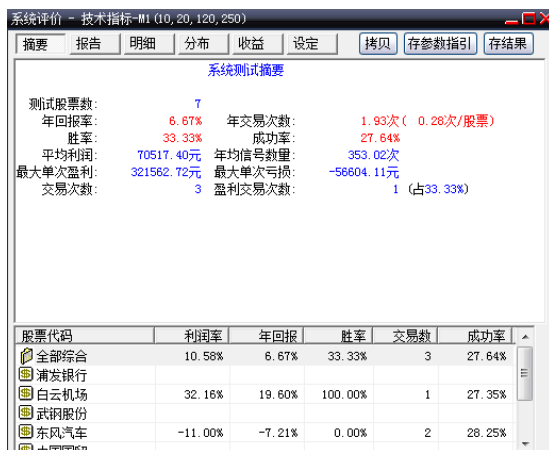 系统评价 - 技术指标-M1(10,20,120,250)
摘要 报告 明细 分布 收益 设定 拷贝 存参数指引 存结果
系统测试摘要
测试股票数: 7
年回报率: 6.67% 年交易次数: 1.93次( 0.28次/股票)
胜率: 33.33% 成功率: 27.64%
平均利润: 70517.40元 年均信号数量: 353.02次
最大单次盈利: 321562.72元 最大单次亏损: -56604.11元
交易次数: 3 盈利交易次数: 1 (占33.33%)
股票代码 利润率 年回报 胜率 交易数 成功率
全部综合 10.58% 6.67% 33.33% 3 27.64%
浦发银行
白云机场 32.16% 19.60% 100.00% 1 27.35%
武钢股份
东风汽车 -11.00% -7.21% 0.00% 2 28.25%